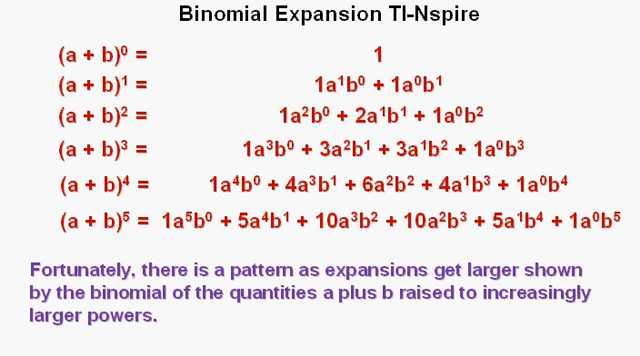 Binomial Expansion TI-Nspire
(a + b)⁰ = 1
(a + b)¹ = 1a¹b⁰ + 1a⁰b¹
(a + b)² = 1a²b⁰ + 2a¹b¹ + 1a⁰b²
(a + b)³ = 1a³b⁰ + 3a²b¹ + 3a¹b² + 1a⁰b³
(a + b)⁴ = 1a⁴b⁰ + 4a³b¹ + 6a²b² + 4a¹b³ + 1a⁰b⁴
(a + b)⁵ = 1a⁵b⁰ + 5a⁴b¹ + 10a³b² + 10a²b³ + 5a¹b⁴ + 1a⁰b⁵
Fortunately, there is a pattern as expansions get larger shown
by the binomial of the quantities a plus b raised to increasingly
larger powers.